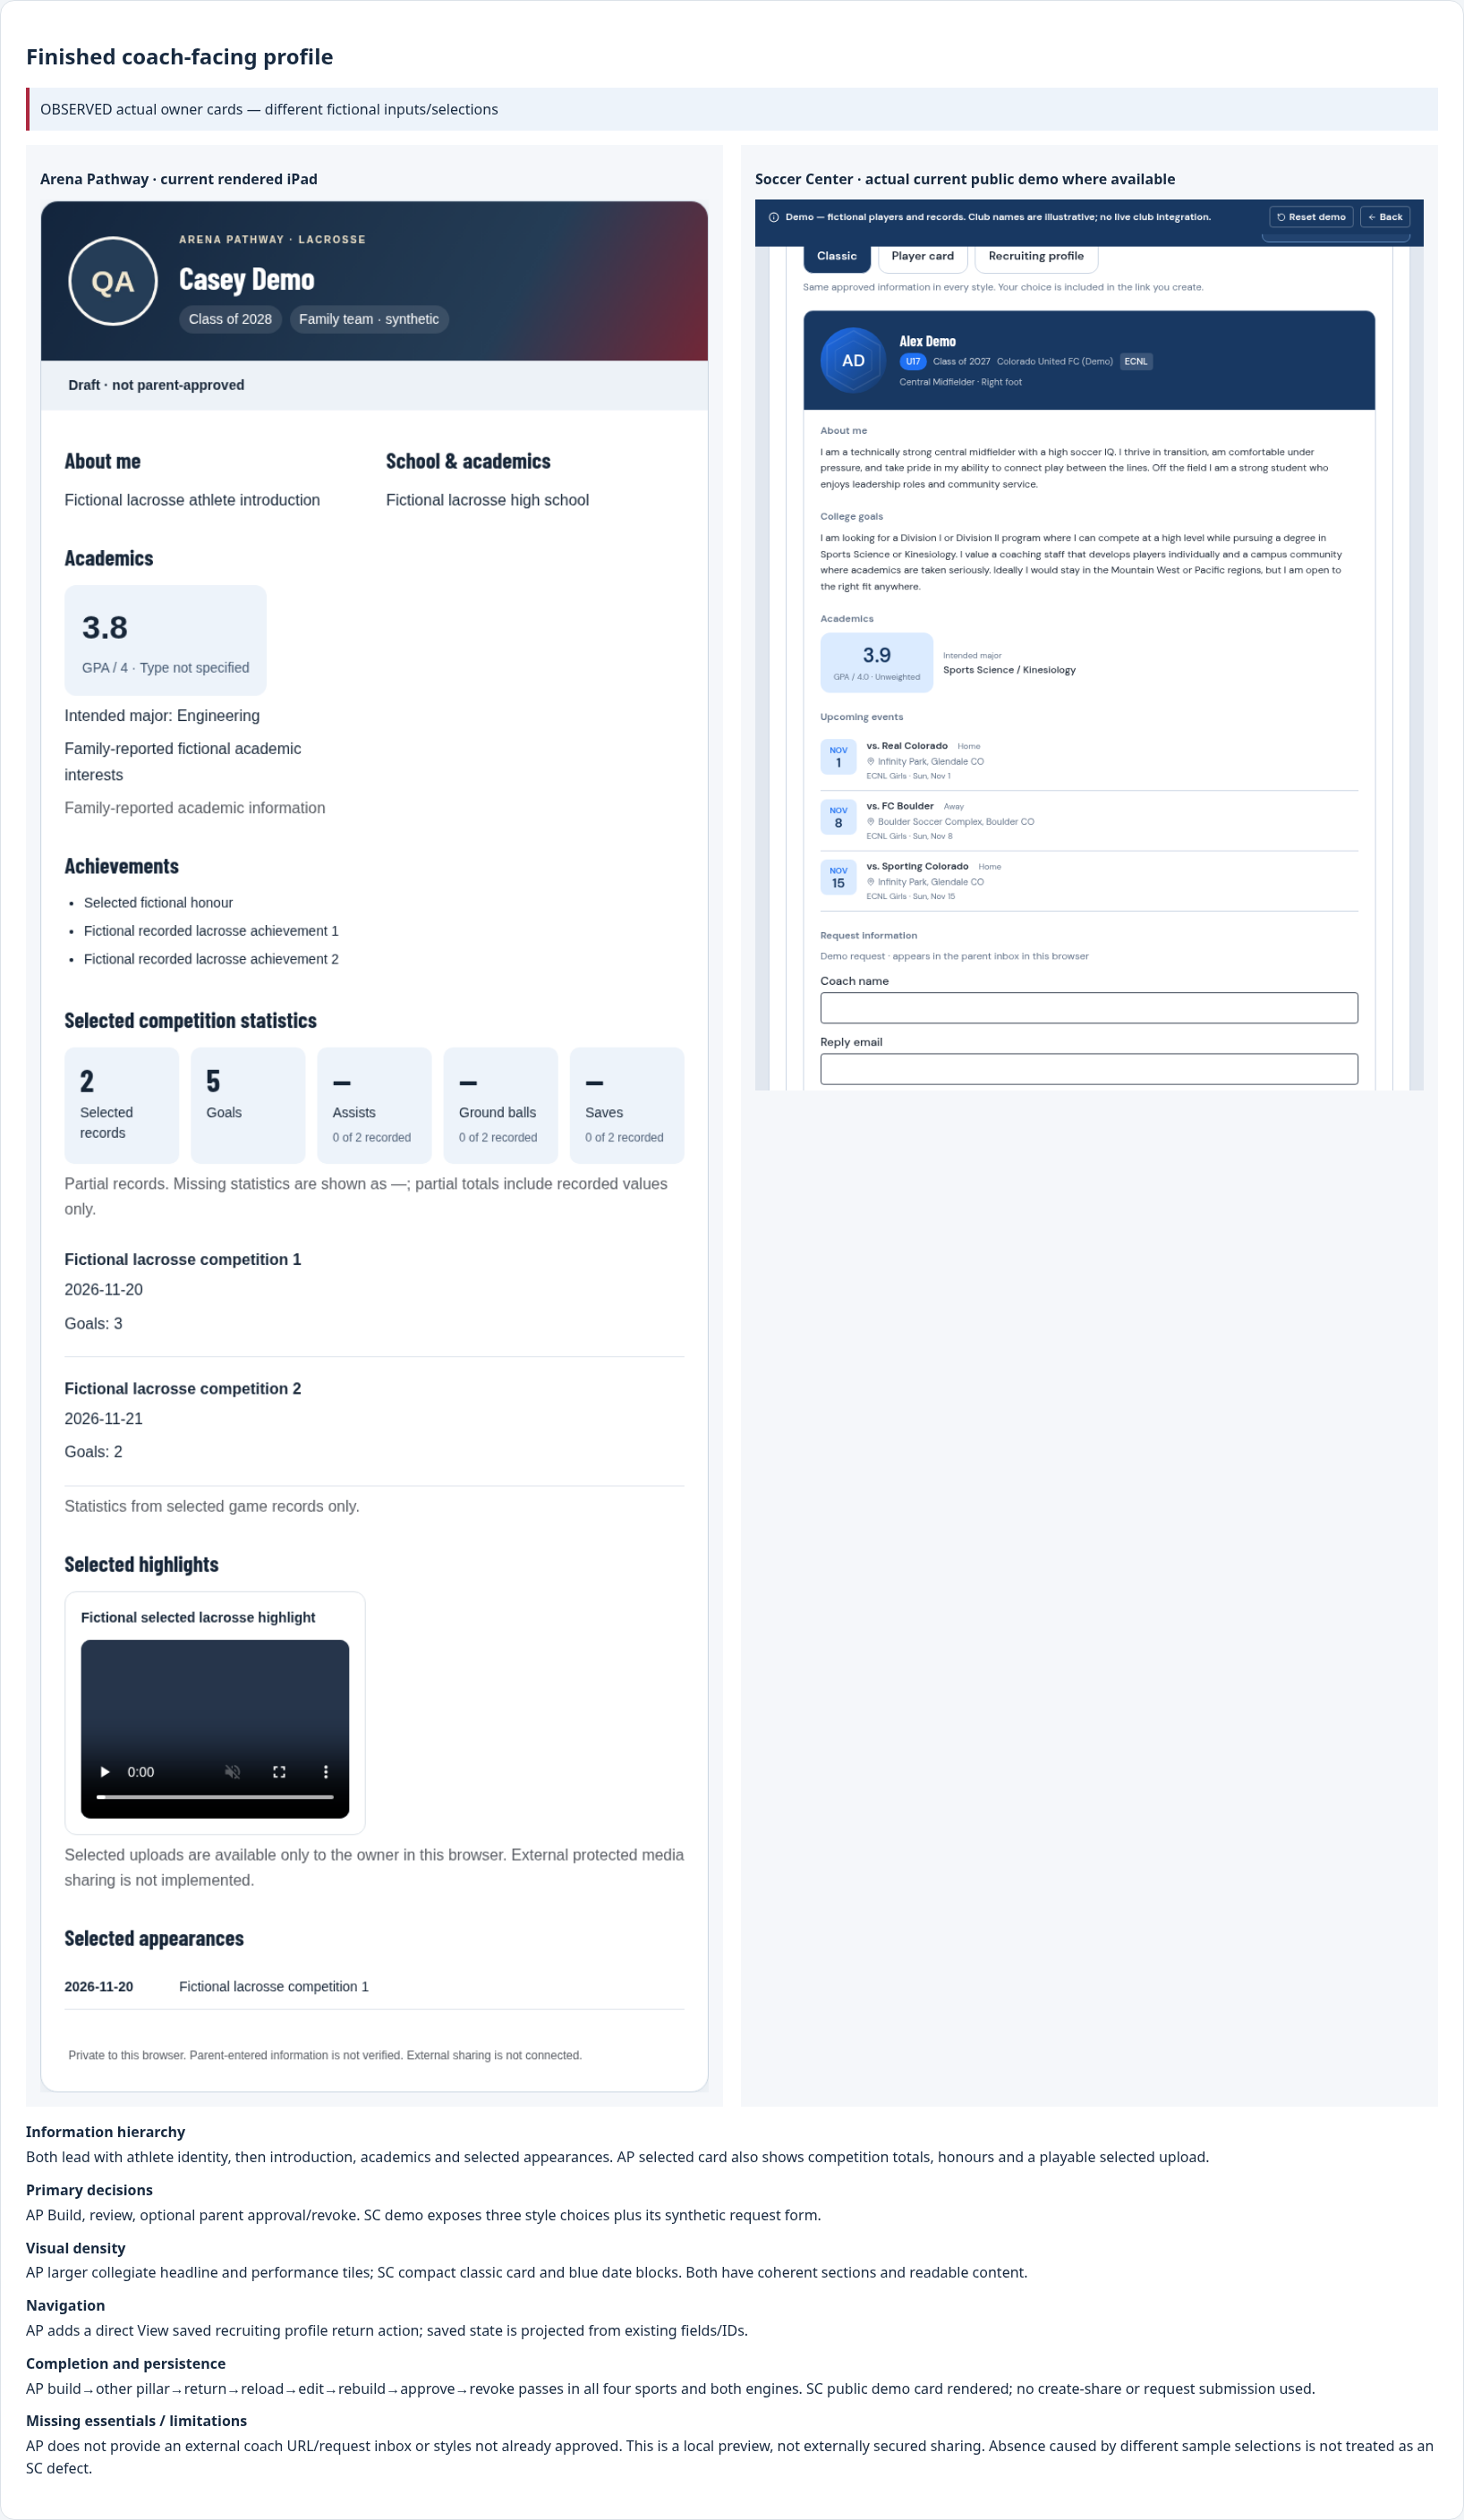 Finished coach-facing profile
OBSERVED actual owner cards — different fictional inputs/selections
Arena Pathway · current rendered iPad
QA
ARENA PATHWAY · LACROSSE
Casey Demo
Class of 2028
Family team · synthetic
Draft · not parent-approved
About me
Fictional lacrosse athlete introduction
School & academics
Fictional lacrosse high school
Academics
3.8
GPA / 4 · Type not specified
Intended major: Engineering
Family-reported fictional academic
interests
Family-reported academic information
Achievements
• Selected fictional honour
• Fictional recorded lacrosse achievement 1
• Fictional recorded lacrosse achievement 2
Selected competition statistics
2
Selected
records
5
Goals
—
Assists
0 of 2 recorded
—
Ground balls
0 of 2 recorded
—
Saves
0 of 2 recorded
Partial records. Missing statistics are shown as —; partial totals include recorded values
only.
Fictional lacrosse competition 1
2026-11-20
Goals: 3
Fictional lacrosse competition 2
2026-11-21
Goals: 2
Statistics from selected game records only.
Selected highlights
Fictional selected lacrosse highlight
0:00
Selected uploads are available only to the owner in this browser. External protected media
sharing is not implemented.
Selected appearances
2026-11-20 Fictional lacrosse competition 1
Private to this browser. Parent-entered information is not verified. External sharing is not connected.
Soccer Center · actual current public demo where available
Demo — fictional players and records. Club names are illustrative; no live club integration.
Reset demo
← Back
Classic
Player card
Recruiting profile
Same approved information in every style. Your choice is included in the link you create.
AD
Alex Demo
U17 Class of 2027 Colorado United FC (Demo) ECNL
Central Midfielder · Right foot
About me
I am a technically strong central midfielder with a high soccer IQ. I thrive in transition, am comfortable under
pressure, and take pride in my ability to connect play between the lines. Off the field I am a strong student who
enjoys leadership roles and community service.
College goals
I am looking for a Division I or Division II program where I can compete at a high level while pursuing a degree in
Sports Science or Kinesiology. I value a coaching staff that develops players individually and a campus community
where academics are taken seriously. Ideally I would stay in the Mountain West or Pacific regions, but I am open to
the right fit anywhere.
Academics
3.9
GPA / 4.0 · Unweighted
Intended major
Sports Science / Kinesiology
Upcoming events
NOV
1
vs. Real Colorado Home
Infinity Park, Glendale CO
ECNL Girls · Sun, Nov 1
NOV
8
vs. FC Boulder Away
Boulder Soccer Complex, Boulder CO
ECNL Girls · Sun, Nov 8
NOV
15
vs. Sporting Colorado Home
Infinity Park, Glendale CO
ECNL Girls · Sun, Nov 15
Request information
Demo request · appears in the parent inbox in this browser
Coach name
Reply email
Information hierarchy
Both lead with athlete identity, then introduction, academics and selected appearances. AP selected card also shows competition totals, honours and a playable selected upload.
Primary decisions
AP Build, review, optional parent approval/revoke. SC demo exposes three style choices plus its synthetic request form.
Visual density
AP larger collegiate headline and performance tiles; SC compact classic card and blue date blocks. Both have coherent sections and readable content.
Navigation
AP adds a direct View saved recruiting profile return action; saved state is projected from existing fields/IDs.
Completion and persistence
AP build→other pillar→return→reload→edit→rebuild→approve→revoke passes in all four sports and both engines. SC public demo card rendered; no create-share or request submission used.
Missing essentials / limitations
AP does not provide an external coach URL/request inbox or styles not already approved. This is a local preview, not externally secured sharing. Absence caused by different sample selections is not treated as an
SC defect.